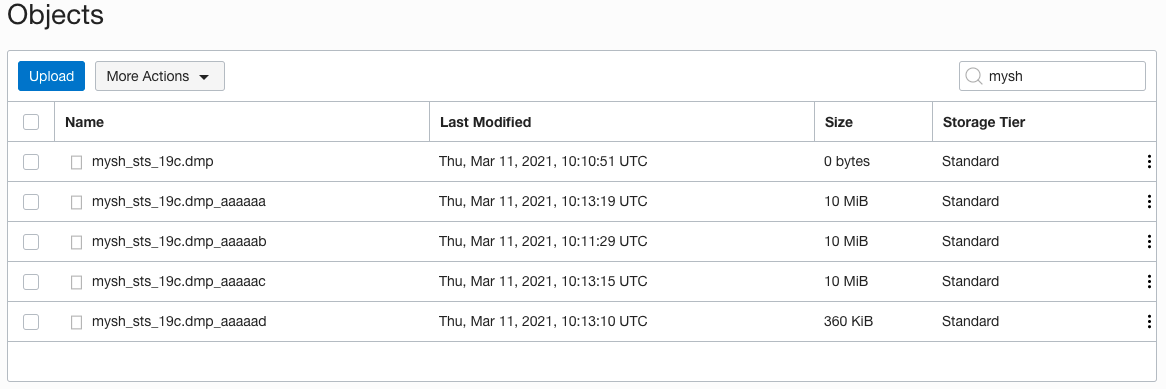 Objects
Upload More Actions mysh
Name Last Modified Size Storage Tier
mysh_sts_19c.dmp Thu, Mar 11, 2021, 10:10:51 UTC 0 bytes Standard
mysh_sts_19c.dmp_aaaaaa Thu, Mar 11, 2021, 10:13:19 UTC 10 MiB Standard
mysh_sts_19c.dmp_aaaaab Thu, Mar 11, 2021, 10:11:29 UTC 10 MiB Standard
mysh_sts_19c.dmp_aaaaac Thu, Mar 11, 2021, 10:13:15 UTC 10 MiB Standard
mysh_sts_19c.dmp_aaaaad Thu, Mar 11, 2021, 10:13:10 UTC 360 KiB Standard